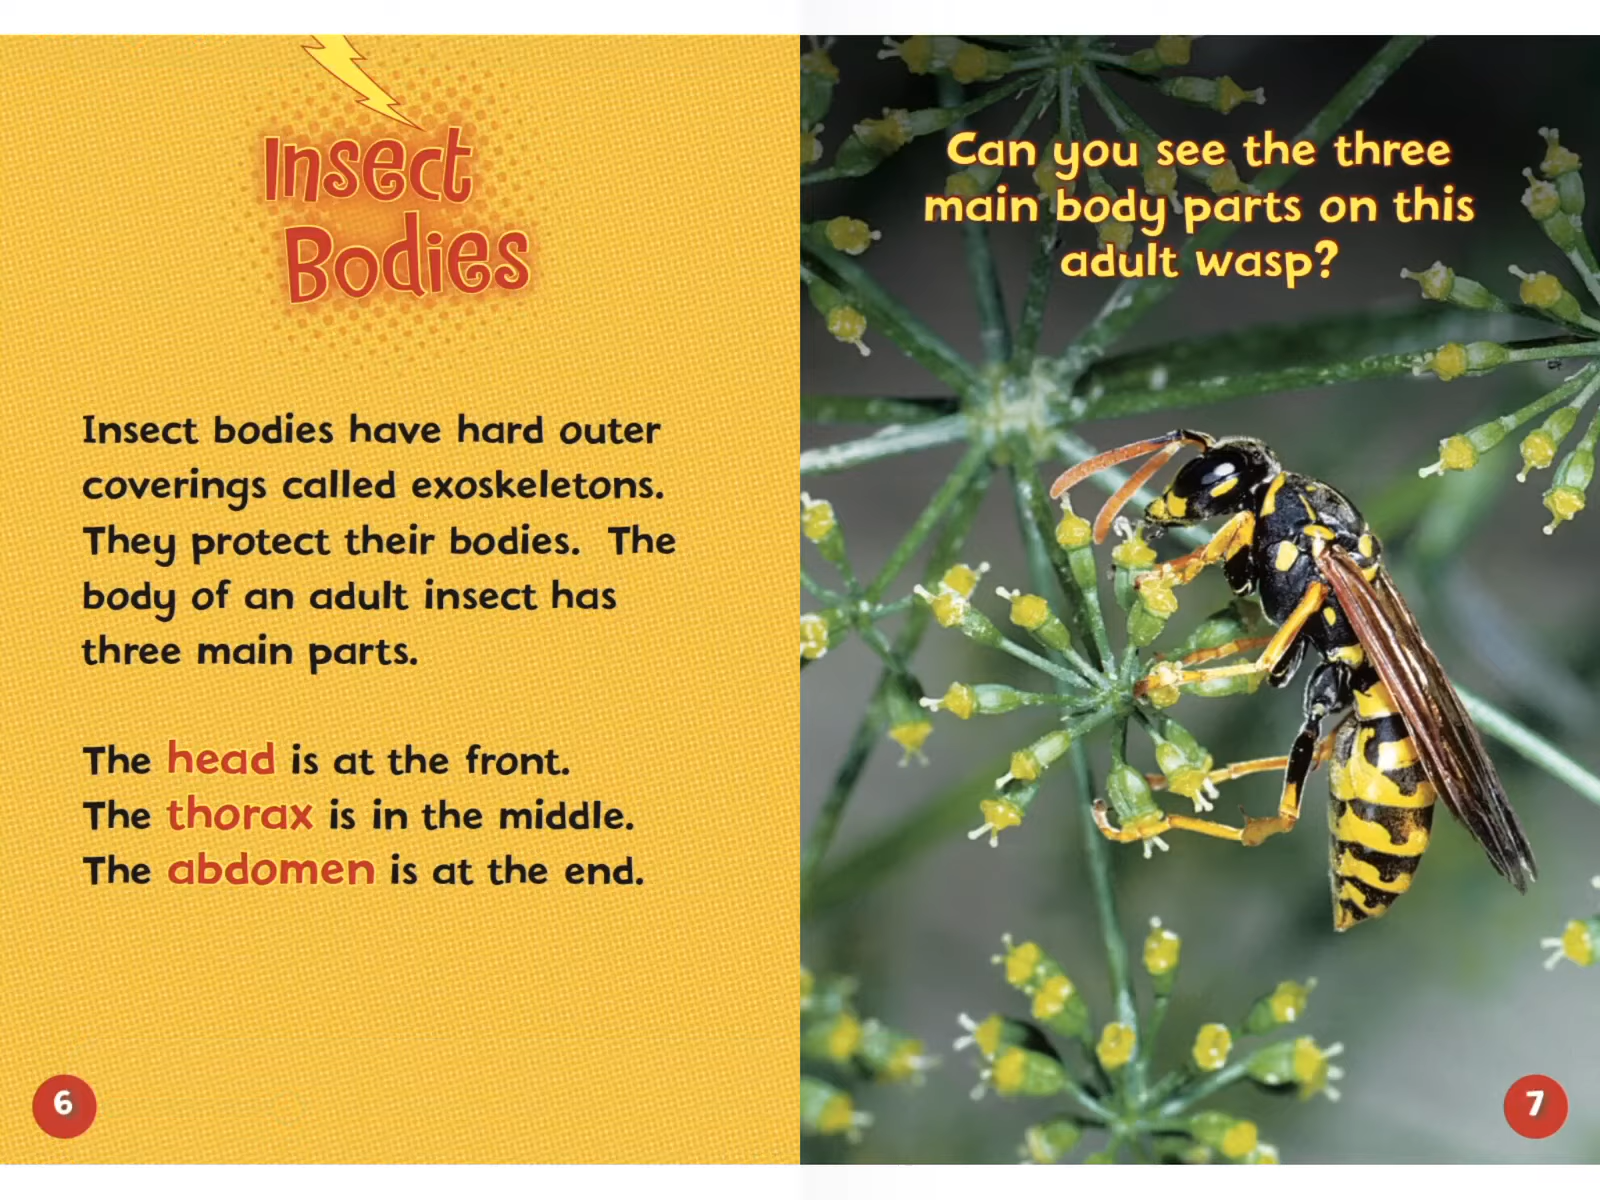 Insect
Bodies
Insect bodies have hard outer
coverings called exoskeletons.
They protect their bodies. The
body of an adult insect has
three main parts.
The head is at the front.
The thorax is in the middle.
The abdomen is at the end.
6
Can you see the three
main body parts on this
adult wasp?
7